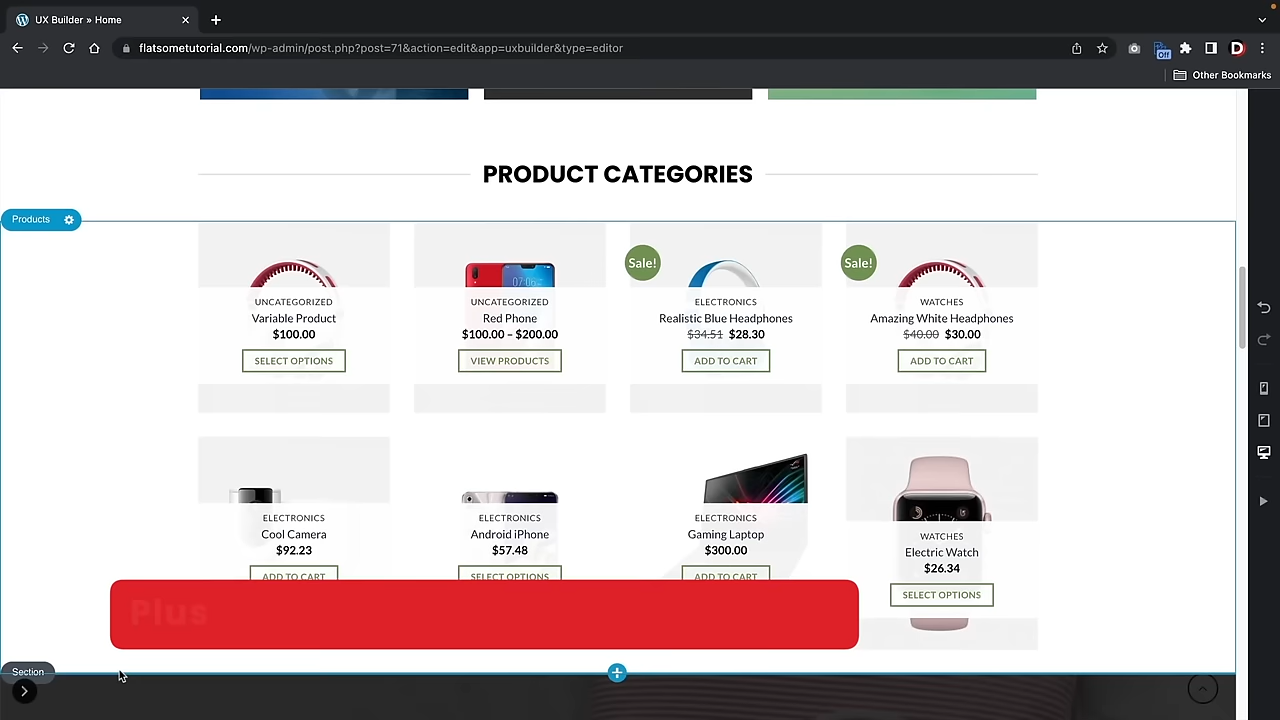 UX Builder » Home
flatsometutorial.com/wp-admin/post.php?post=71&action=edit&app=uxbuilder&type=editor
Off
D
Other Bookmarks
PRODUCT CATEGORIES
Products
Sale!
Sale!
UNCATEGORIZED
Variable Product
$100.00
SELECT OPTIONS
UNCATEGORIZED
Red Phone
$100.00 – $200.00
VIEW PRODUCTS
ELECTRONICS
Realistic Blue Headphones
$34.51 $28.30
ADD TO CART
WATCHES
Amazing White Headphones
$40.00 $30.00
ADD TO CART
ELECTRONICS
Cool Camera
$92.23
ADD TO CART
ELECTRONICS
Android iPhone
$57.48
SELECT OPTIONS
ELECTRONICS
Gaming Laptop
$300.00
ADD TO CART
WATCHES
Electric Watch
$26.34
SELECT OPTIONS
Plus
Section